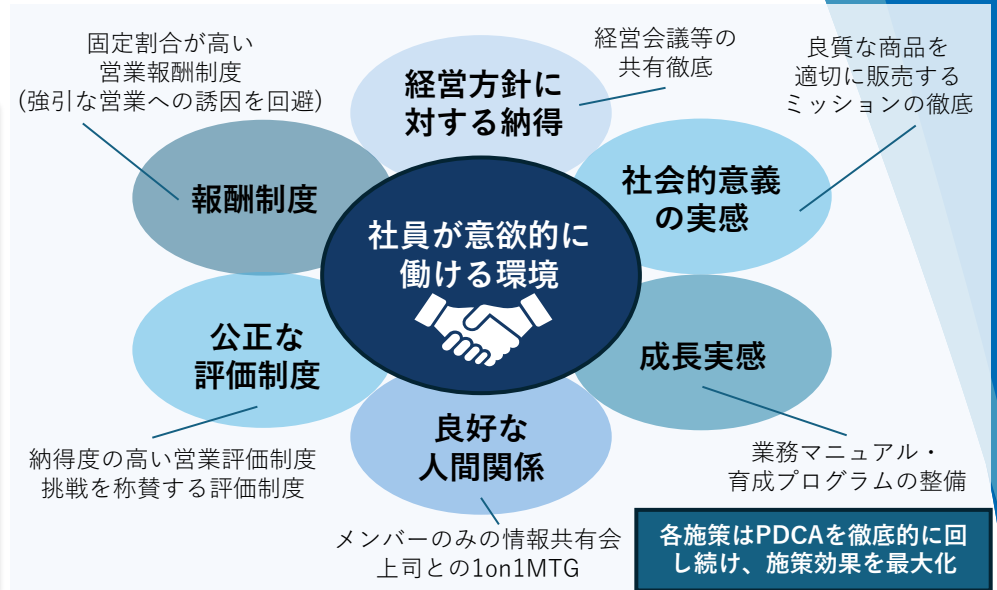 固定割合が高い
営業報酬制度
(強引な営業への誘因を回避)
経営方針に
対する納得
経営会議等の
共有徹底
良質な商品を
適切に販売する
ミッションの徹底
報酬制度
社会的意義
の実感
社員が意欲的に
働ける環境
公正な
評価制度
成長実感
良好な
人間関係
納得度の高い営業評価制度
挑戦を称賛する評価制度
業務マニュアル・
育成プログラムの整備
メンバーのみの情報共有会
上司との1on1MTG
各施策はPDCAを徹底的に回
し続け、施策効果を最大化